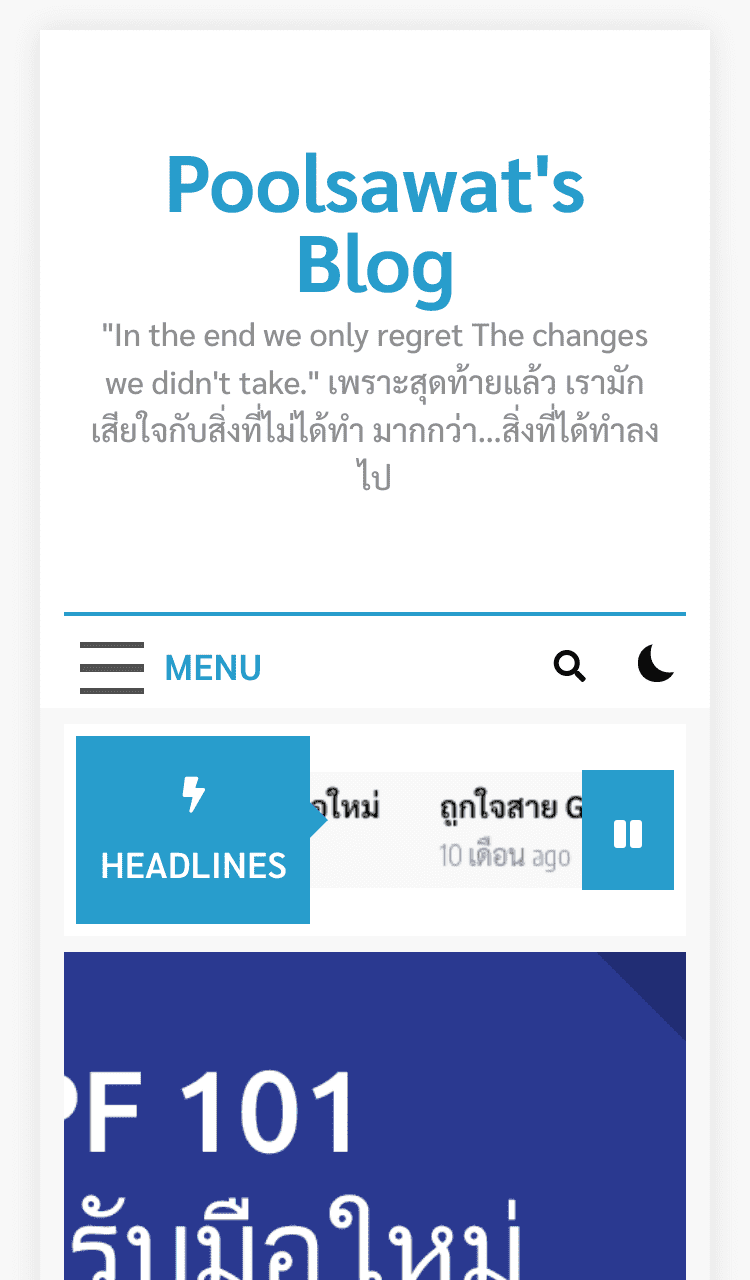 Poolsawat's
Blog
"In the end we only regret The changes
we didn't take." เพราะสุดท้ายแล้ว เรามัก
เสียใจกับสิ่งที่ไม่ได้ทำ มากกว่า...สิ่งที่ได้ทำลง
ไป
MENU
HEADLINES
อใหม่
ถูกใจสาย G
10 เดือน ago
PF 101
รับมือใหม่